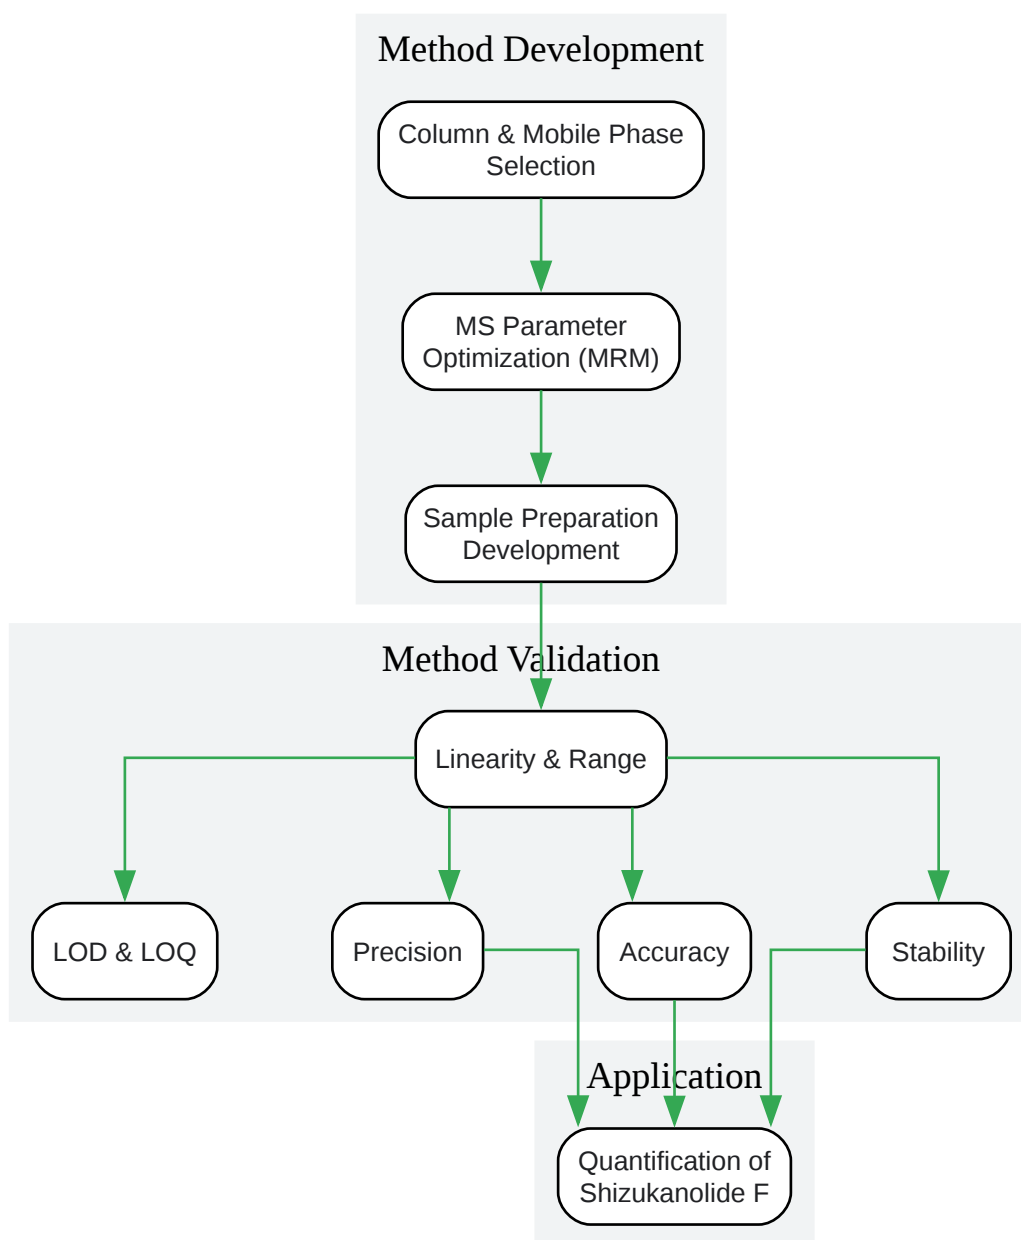 Method Development
Column & Mobile Phase
Selection
MS Parameter
Optimization (MRM)
Sample Preparation
Development
Method Validation
Linearity & Range
LOD & LOQ
Precision
Accuracy
Stability
Application
Quantification of
Shizukanolide F